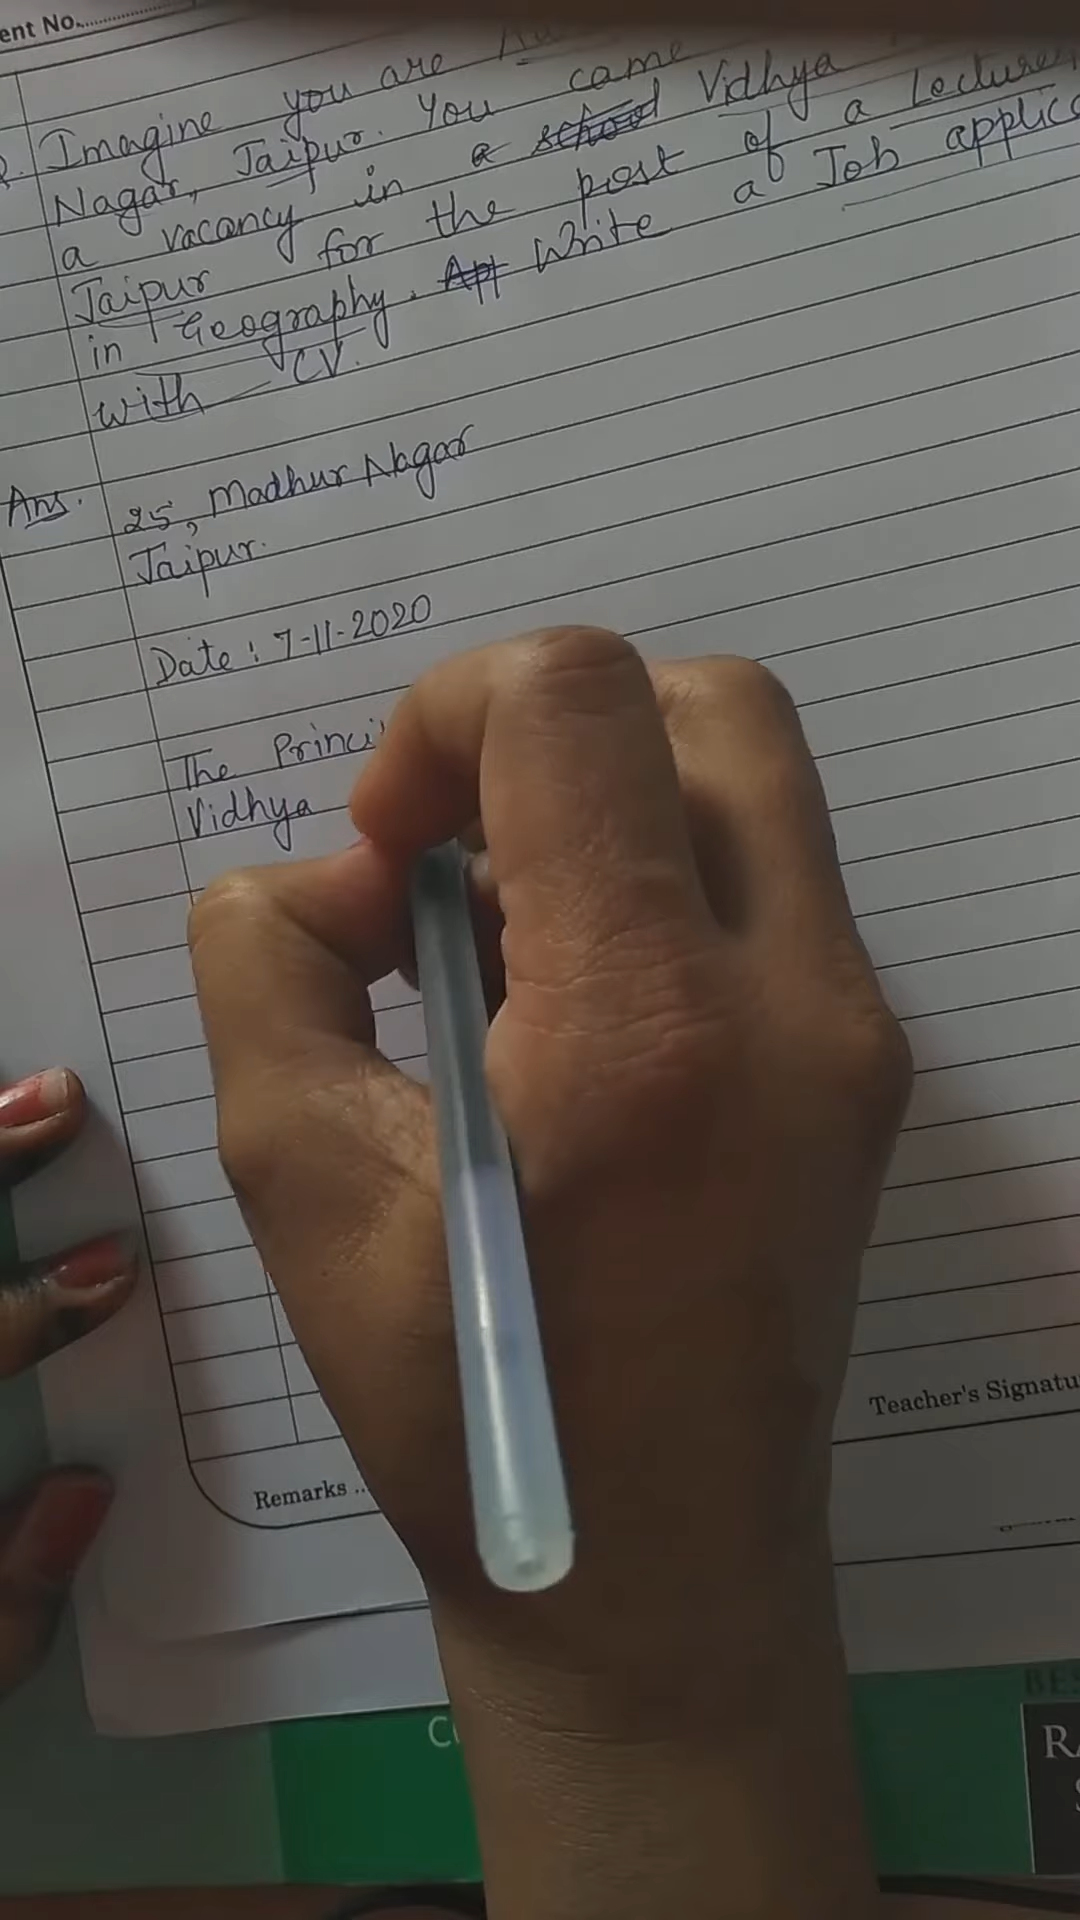 ent No.
Imagine you are
Nagar, Jaipur. You came
a vacancy in a school Vidhya
Jaipur for the post of a Lecturer
in Geography. App Write a Job applica
with CV.
Ans. 25, Madhur Nagar
Jaipur.
Date : 7-11-2020
The Princi
Vidhya
Teacher's Signatu
Remarks